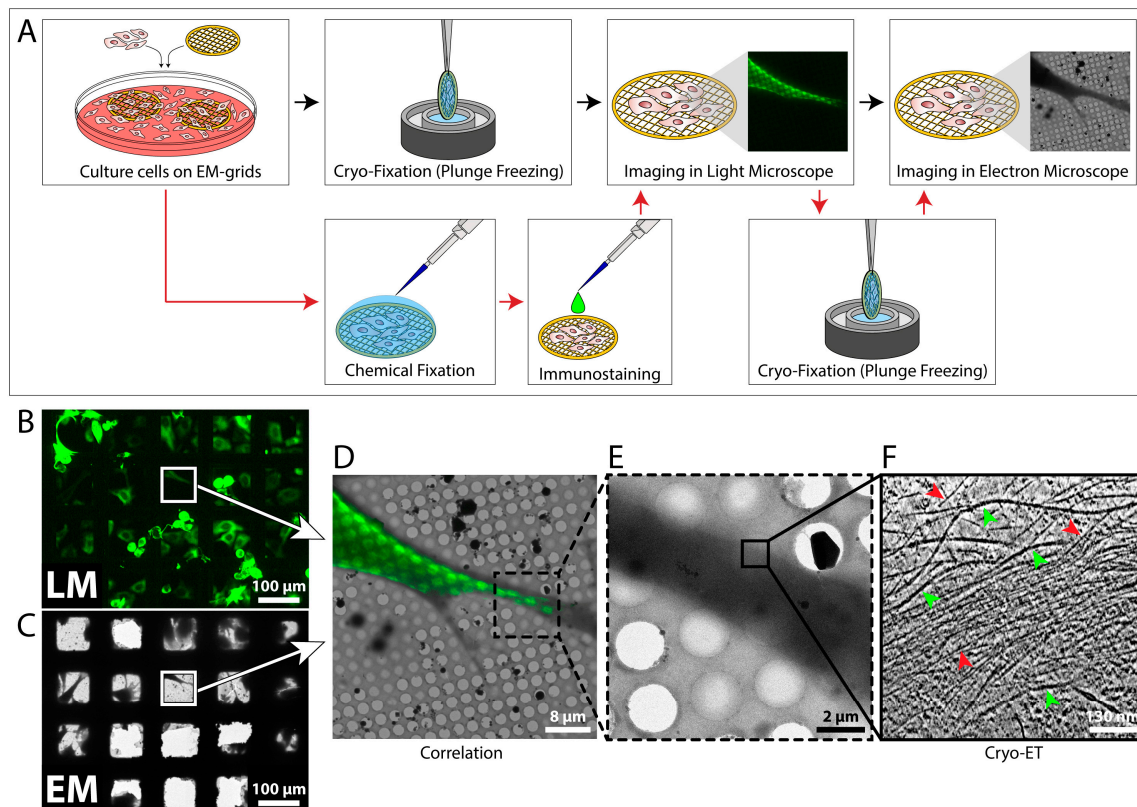 A
Culture cells on EM-grids
Cryo-Fixation (Plunge Freezing)
Imaging in Light Microscope
Imaging in Electron Microscope
Chemical Fixation
Immunostaining
Cryo-Fixation (Plunge Freezing)
B
LM
100 µm
C
EM
100 µm
D
8 µm
Correlation
E
2 µm
F
130 nm
Cryo-ET